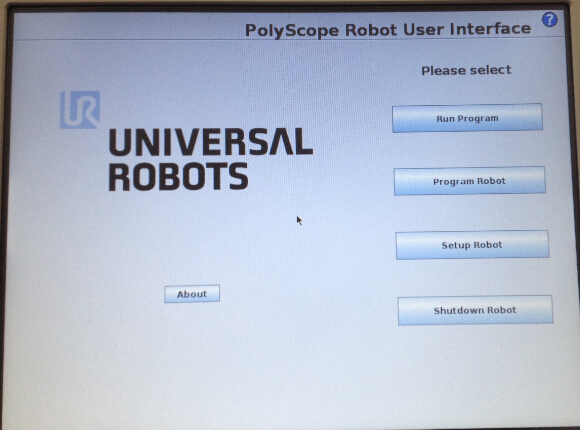 PolyScope Robot User Interface
?
Please select
UR
UNIVERSAL
ROBOTS
Run Program
Program Robot
Setup Robot
About
Shutdown Robot